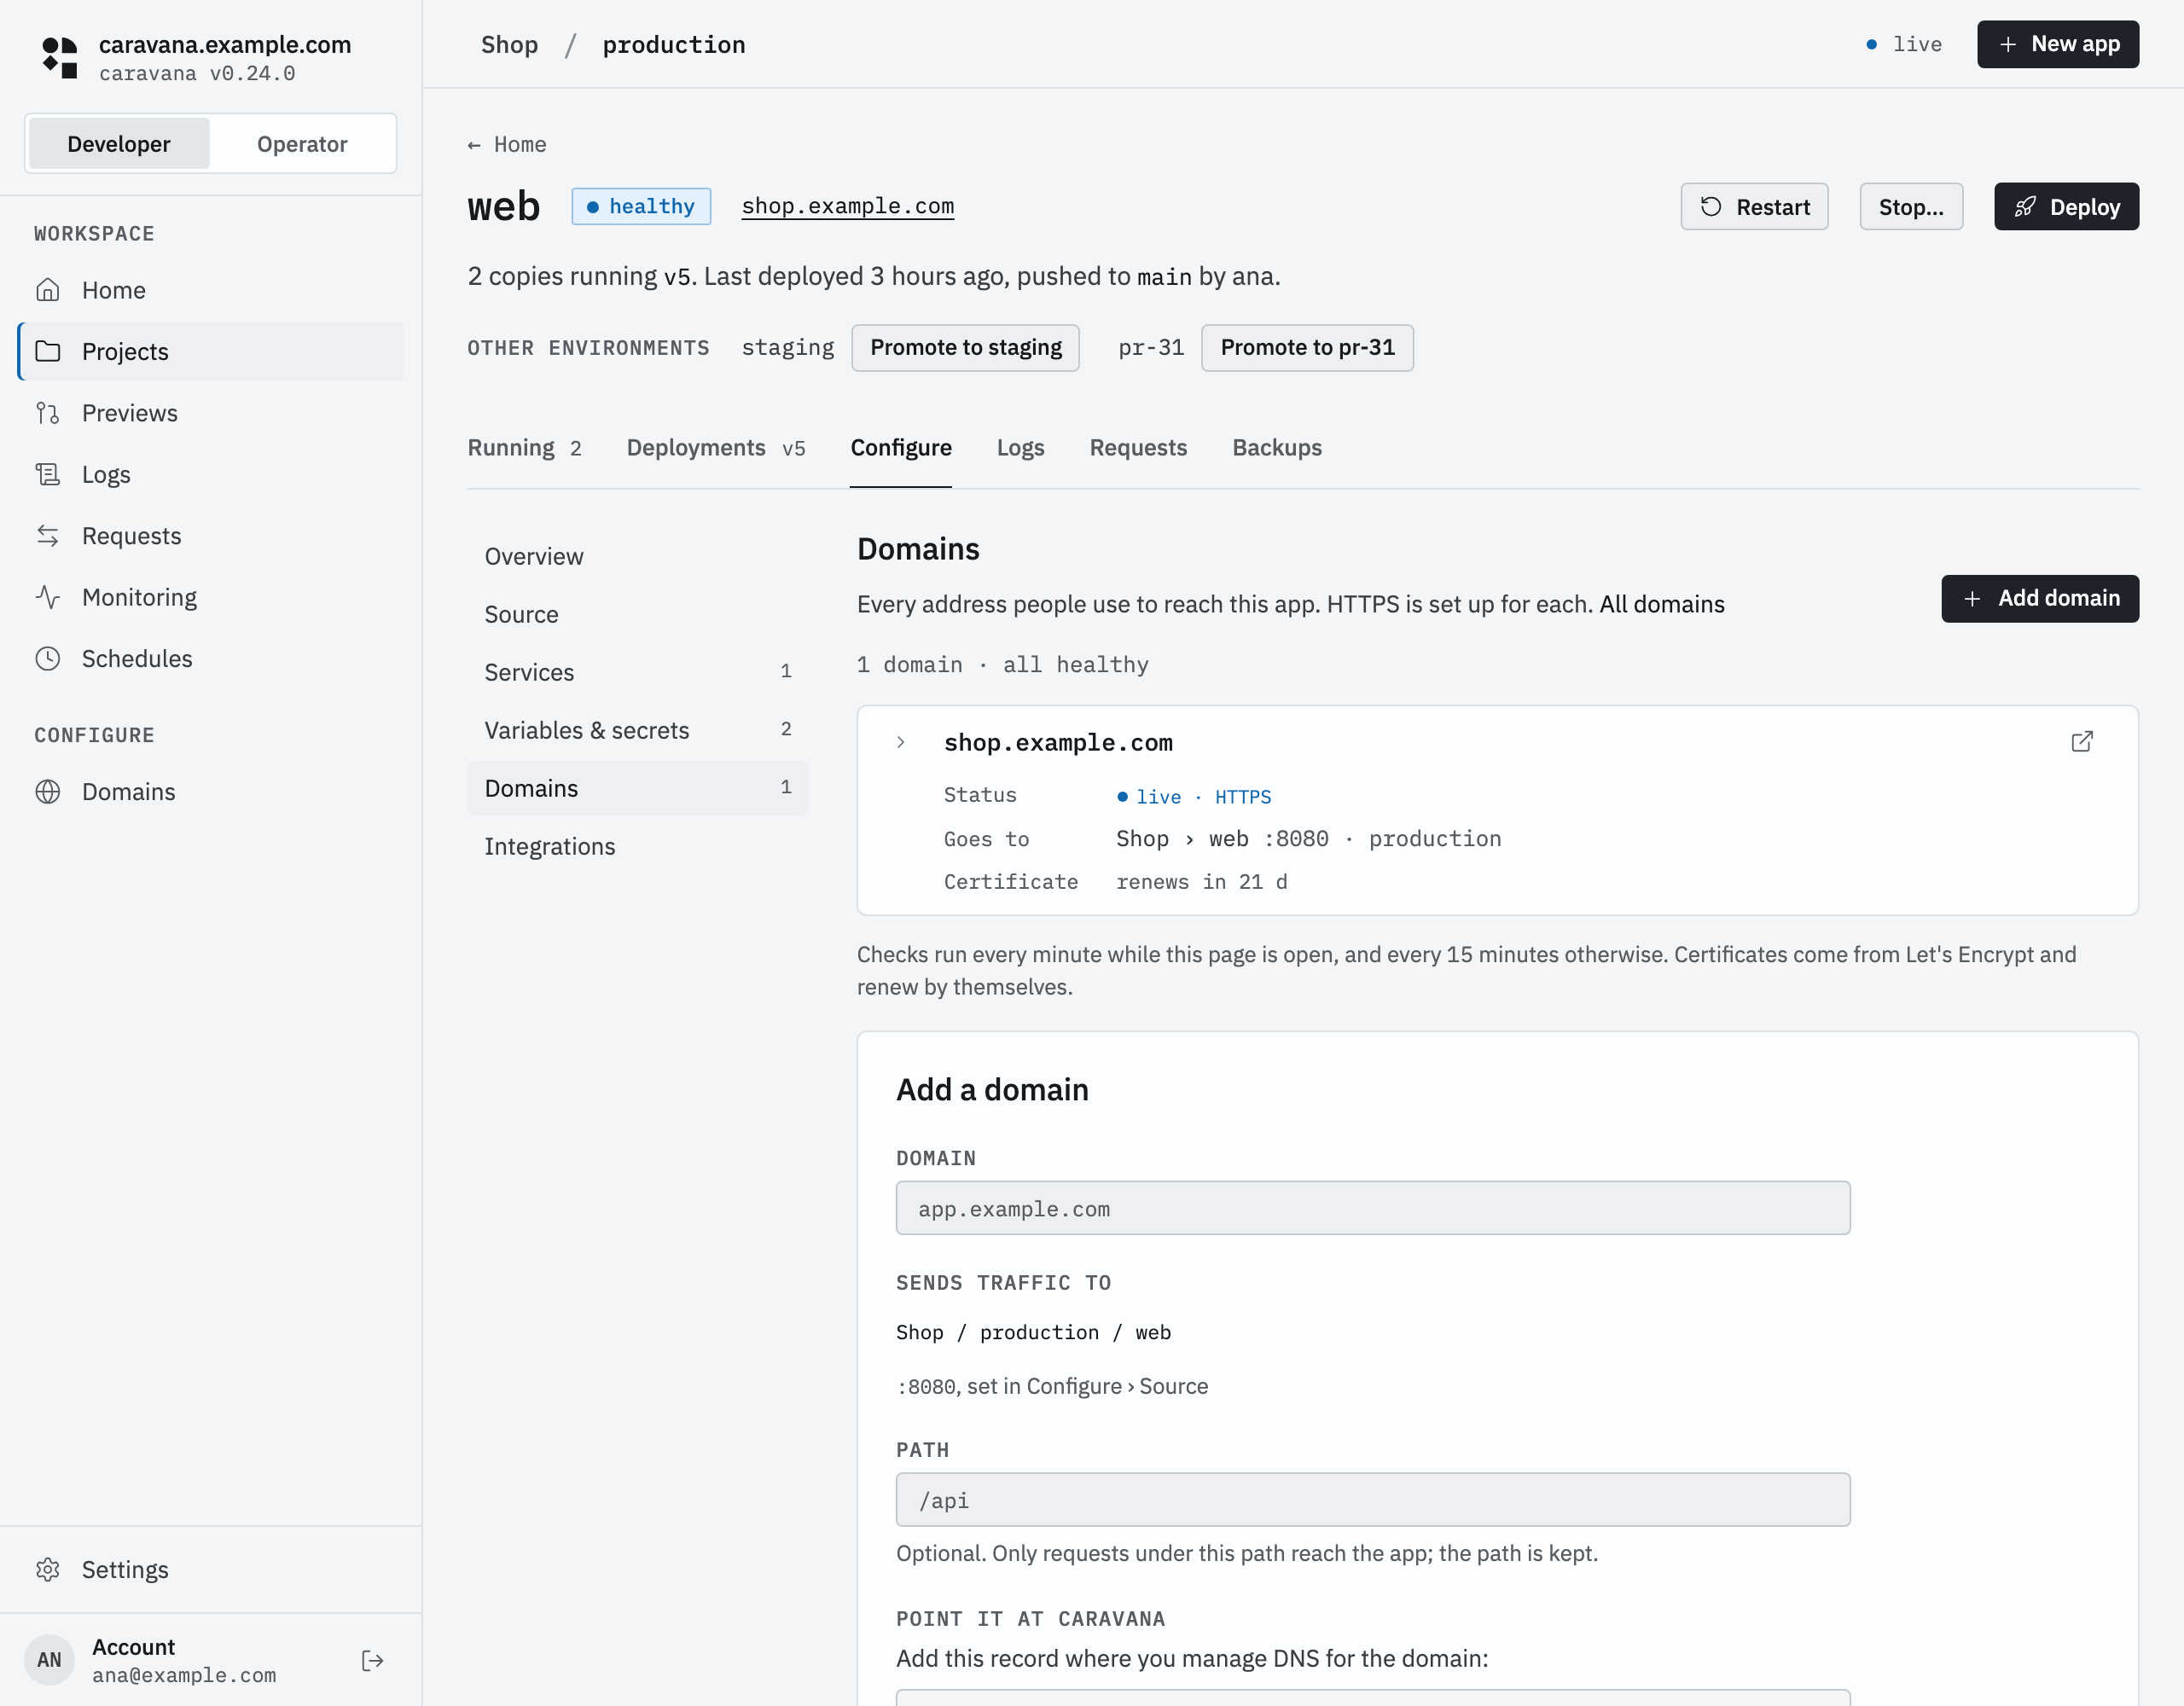 caravana.example.com
caravana v0.24.0
Developer
Operator
WORKSPACE
Home
Projects
Previews
Logs
Requests
Monitoring
Schedules
CONFIGURE
Domains
Settings
AN
Account
ana@example.com
Shop / production
live
+ New app
← Home
web
healthy
shop.example.com
Restart
Stop...
Deploy
2 copies running v5. Last deployed 3 hours ago, pushed to main by ana.
OTHER ENVIRONMENTS staging Promote to staging pr-31 Promote to pr-31
Running 2 Deployments v5 Configure Logs Requests Backups
Overview
Source
Services 1
Variables & secrets 2
Domains 1
Integrations
Domains
Every address people use to reach this app. HTTPS is set up for each. All domains
+ Add domain
1 domain · all healthy
shop.example.com
Status live · HTTPS
Goes to Shop › web :8080 · production
Certificate renews in 21 d
Checks run every minute while this page is open, and every 15 minutes otherwise. Certificates come from Let's Encrypt and
renew by themselves.
Add a domain
DOMAIN
app.example.com
SENDS TRAFFIC TO
Shop / production / web
:8080, set in Configure › Source
PATH
/api
Optional. Only requests under this path reach the app; the path is kept.
POINT IT AT CARAVANA
Add this record where you manage DNS for the domain: